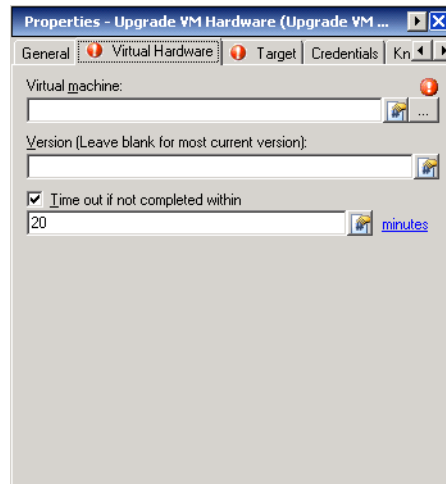 Properties - Upgrade VM Hardware (Upgrade VM ...
General Virtual Hardware Target Credentials Kn
Virtual machine:
...
Version (Leave blank for most current version):
Time out if not completed within
20 minutes